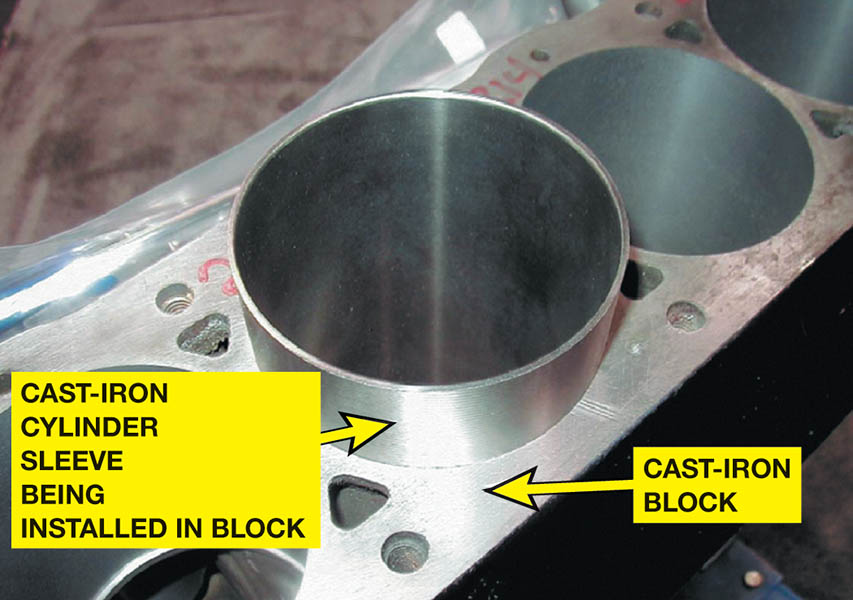 CAST-IRON
CYLINDER
SLEEVE
BEING
INSTALLED IN BLOCK
CAST-IRON
BLOCK